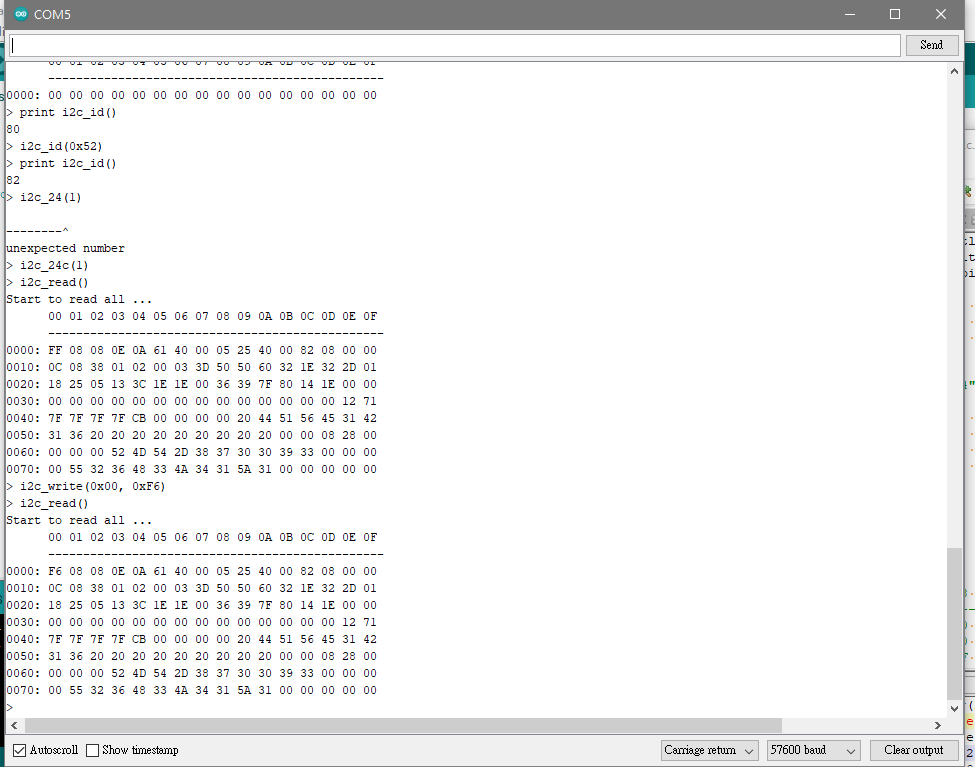 COM5
Send
00 01 02 03 04 05 06 07 08 09 0A 0B 0C 0D 0E 0F
------------------------------------------------
0000: 00 00 00 00 00 00 00 00 00 00 00 00 00 00 00 00
> print i2c_id()
80
> i2c_id(0x52)
> print i2c_id()
82
> i2c_24(1)
--------^
unexpected number
> i2c_24c(1)
> i2c_read()
Start to read all ...
00 01 02 03 04 05 06 07 08 09 0A 0B 0C 0D 0E 0F
------------------------------------------------
0000: FF 08 08 0E 0A 61 40 00 05 25 40 00 82 08 00 00
0010: 0C 08 38 01 02 00 03 3D 50 50 60 32 1E 32 2D 01
0020: 18 25 05 13 3C 1E 1E 00 36 39 7F 80 14 1E 00 00
0030: 00 00 00 00 00 00 00 00 00 00 00 00 00 00 12 71
0040: 7F 7F 7F 7F CB 00 00 00 00 20 44 51 56 45 31 42
0050: 31 36 20 20 20 20 20 20 20 20 20 00 00 08 28 00
0060: 00 00 00 52 4D 54 2D 38 37 30 30 39 33 00 00 00
0070: 00 55 32 36 48 33 4A 34 31 5A 31 00 00 00 00 00
> i2c_write(0x00, 0xF6)
> i2c_read()
Start to read all ...
00 01 02 03 04 05 06 07 08 09 0A 0B 0C 0D 0E 0F
------------------------------------------------
0000: F6 08 08 0E 0A 61 40 00 05 25 40 00 82 08 00 00
0010: 0C 08 38 01 02 00 03 3D 50 50 60 32 1E 32 2D 01
0020: 18 25 05 13 3C 1E 1E 00 36 39 7F 80 14 1E 00 00
0030: 00 00 00 00 00 00 00 00 00 00 00 00 00 00 12 71
0040: 7F 7F 7F 7F CB 00 00 00 00 20 44 51 56 45 31 42
0050: 31 36 20 20 20 20 20 20 20 20 20 00 00 08 28 00
0060: 00 00 00 52 4D 54 2D 38 37 30 30 39 33 00 00 00
0070: 00 55 32 36 48 33 4A 34 31 5A 31 00 00 00 00 00
>
Autoscroll Show timestamp Carriage return 57600 baud Clear output